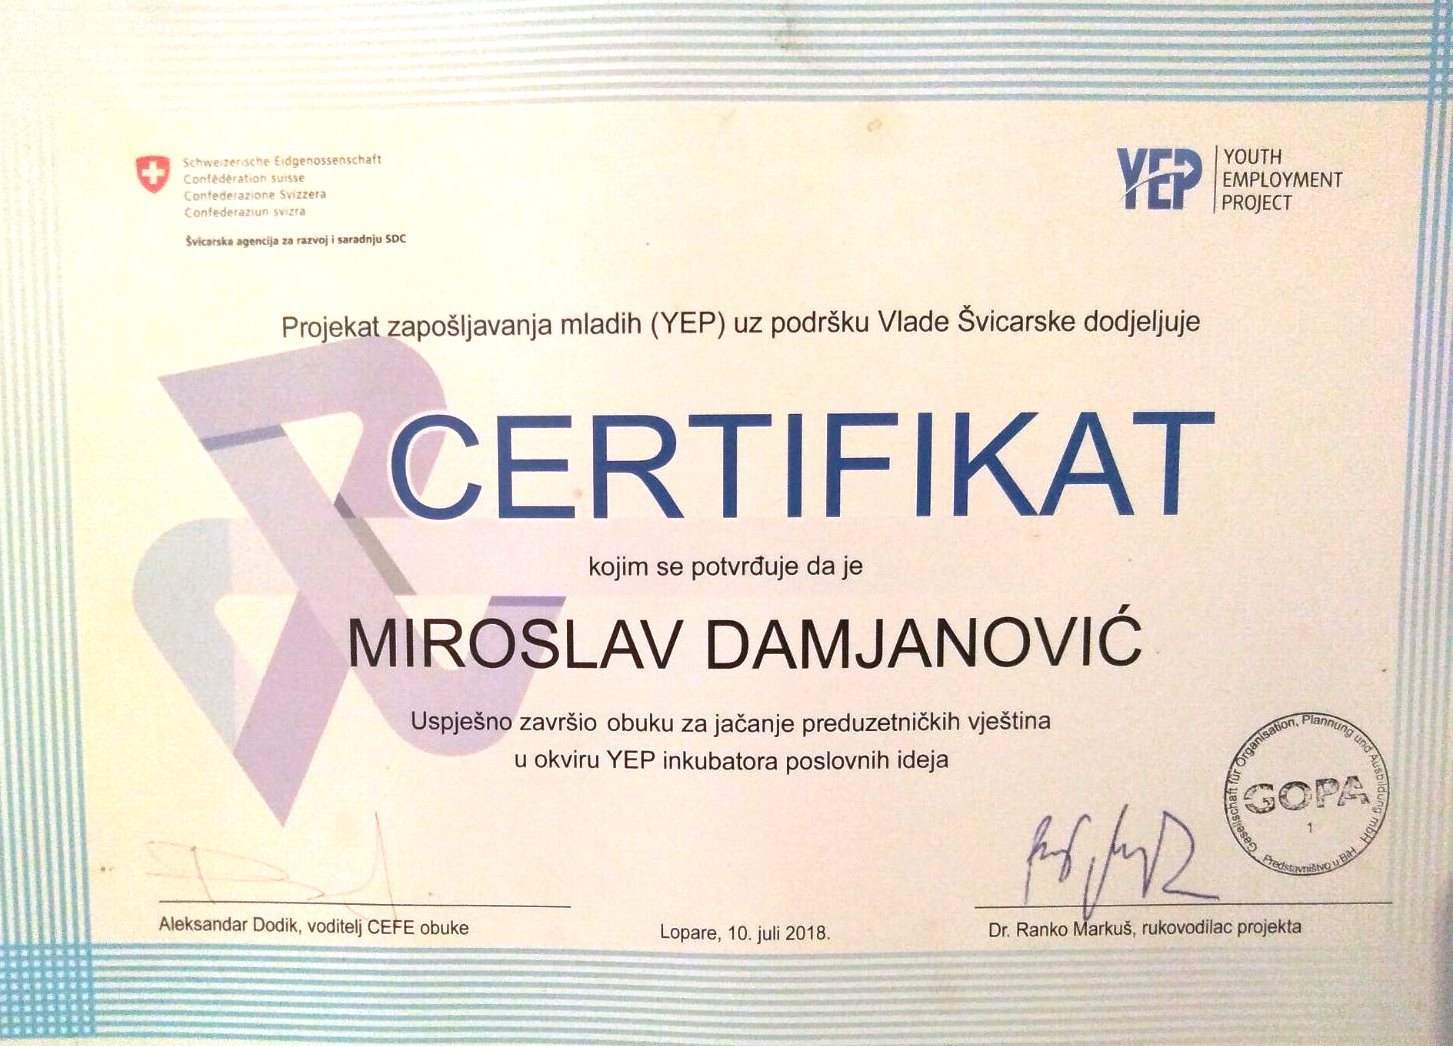 Schweizerische Eidgenossenschaft
Confédération suisse
Confederazione Svizzera
Confederaziun svizra
Švicarska agencija za razvoj i saradnju SDC
YEP
YOUTH
EMPLOYMENT
PROJECT
Projekat zapošljavanja mladih (YEP) uz podršku Vlade Švicarske dodjeljuje
CERTIFIKAT
kojim se potvrđuje da je
MIROSLAV DAMJANOVIĆ
Uspješno završio obuku za jačanje preduzetničkih vještina
u okviru YEP inkubatora poslovnih ideja
Gesellschaft für Organisation, Plannung und Ausbildung mbH
GOPA
1
Predstavništvo u BiH
Aleksandar Dodik, voditelj CEFE obuke
Lopare, 10. juli 2018.
Dr. Ranko Markuš, rukovodilac projekta